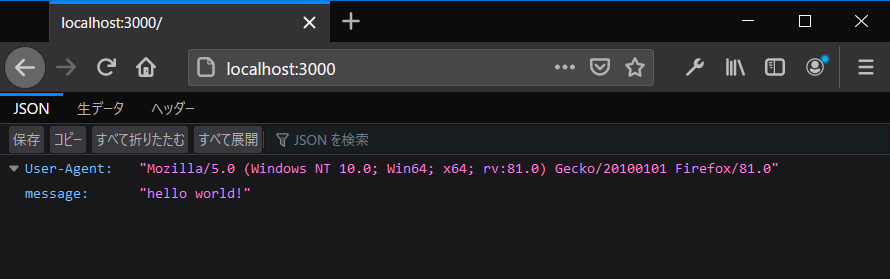 localhost:3000/
localhost:3000
JSON 生データ ヘッダー
保存 コピー すべて折りたたむ すべて展開 JSON を検索
User-Agent: "Mozilla/5.0 (Windows NT 10.0; Win64; x64; rv:81.0) Gecko/20100101 Firefox/81.0"
message: "hello world!"